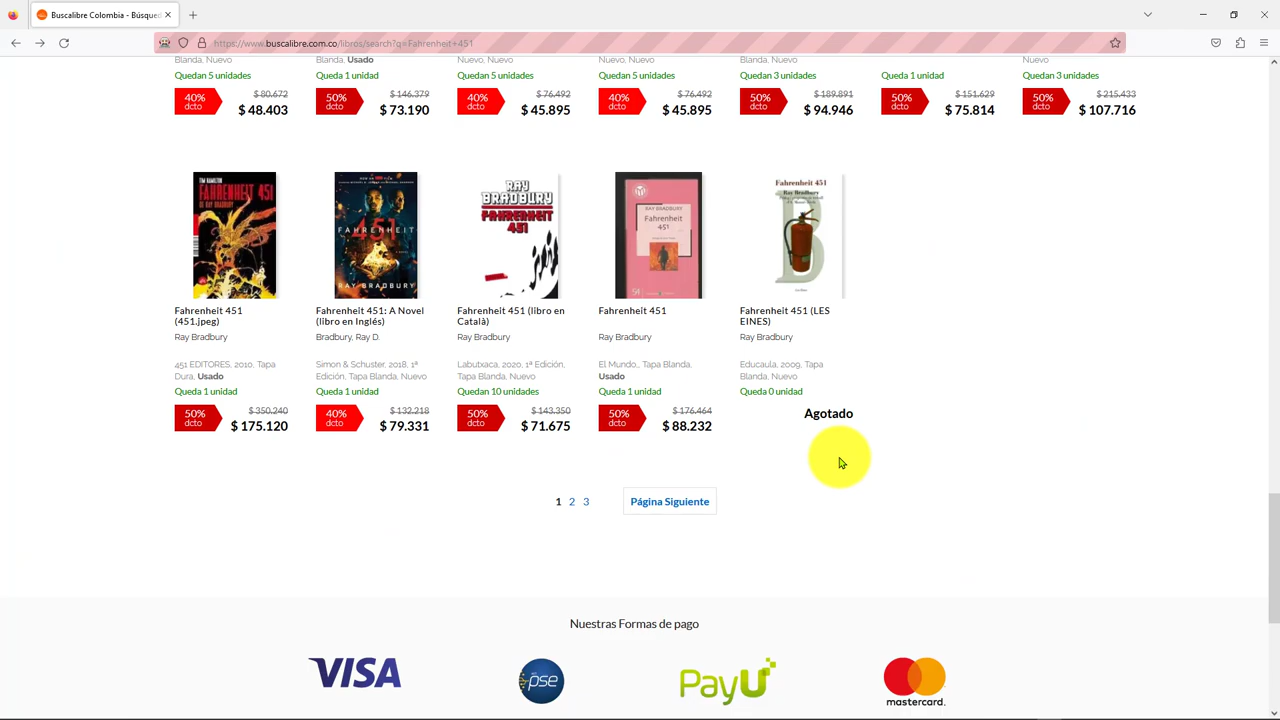 Buscalibre Colombia - Búsqued
https://www.buscalibre.com.co/libros/search?q=Fahrenheit+451
Blanda, Nuevo
Blanda, Usado
Nuevo, Nuevo
Nuevo, Nuevo
Blanda, Nuevo
Nuevo
Quedan 5 unidades
Queda 1 unidad
Quedan 5 unidades
Quedan 5 unidades
Quedan 3 unidades
Queda 1 unidad
Quedan 3 unidades
40% dcto $ 80.672 $ 48.403
50% dcto $ 146.379 $ 73.190
40% dcto $ 76.492 $ 45.895
40% dcto $ 76.492 $ 45.895
50% dcto $ 189.891 $ 94.946
50% dcto $ 151.629 $ 75.814
50% dcto $ 215.433 $ 107.716
TIM HAMILTON
FAHRENHEIT 451
DE RAY BRADBURY
FAHRENHEIT
451
RAY BRADBURY
RAY
BRADBURY
FAHRENHEIT
451
RAY BRADBURY
Fahrenheit
451
54
Fahrenheit 451
Ray Bradbury
Fahrenheit 451
(451.jpeg)
Ray Bradbury
451 EDITORES, 2010, Tapa
Dura, Usado
Queda 1 unidad
50% dcto $ 350.240 $ 175.120
Fahrenheit 451: A Novel
(libro en Inglés)
Bradbury, Ray D.
Simon & Schuster, 2018, 1ª
Edición, Tapa Blanda, Nuevo
Queda 1 unidad
40% dcto $ 132.218 $ 79.331
Fahrenheit 451 (libro en
Català)
Ray Bradbury
Labutxaca, 2020, 1ª Edición,
Tapa Blanda, Nuevo
Quedan 10 unidades
50% dcto $ 143.350 $ 71.675
Fahrenheit 451
Ray Bradbury
El Mundo,, Tapa Blanda,
Usado
Queda 1 unidad
50% dcto $ 176.464 $ 88.232
Fahrenheit 451 (LES
EINES)
Ray Bradbury
Educaula, 2009, Tapa
Blanda, Nuevo
Queda 0 unidad
Agotado
1 2 3 Página Siguiente
Nuestras Formas de pago
VISA
pse
PayU
mastercard.